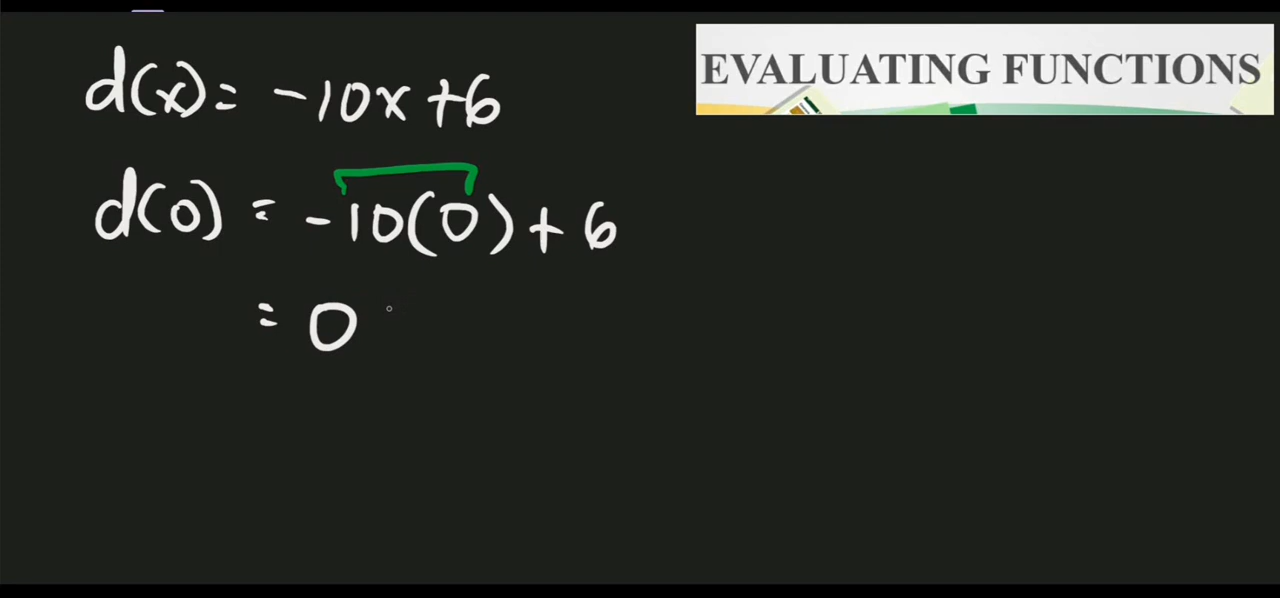 EVALUATING FUNCTIONS
d(x)= -10x +6
d(0) = -10(0) + 6
= 0